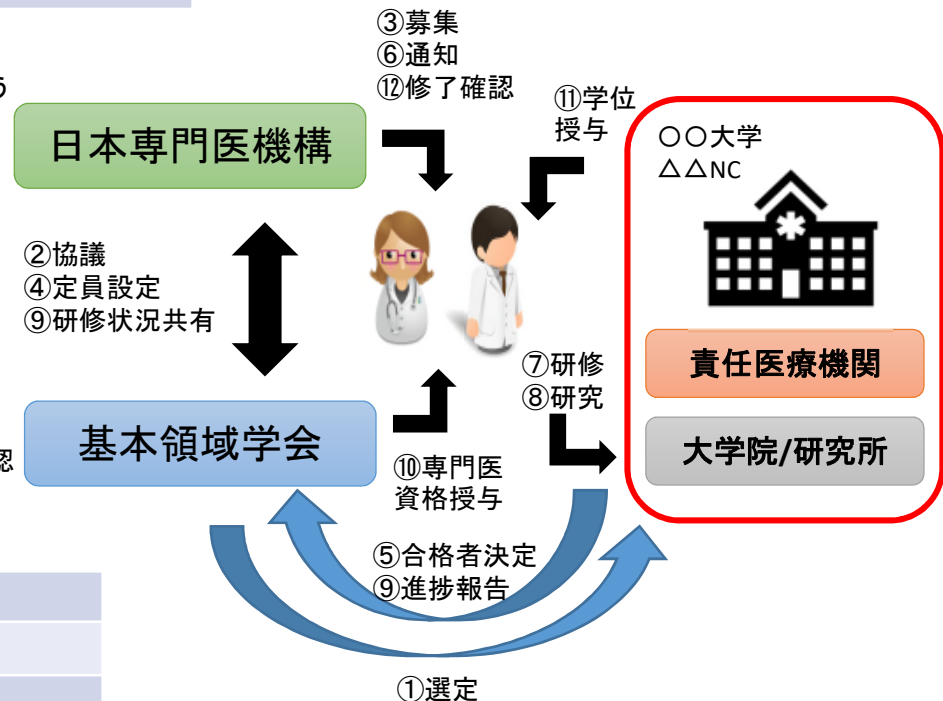 ③募集
⑥通知
⑫修了確認
う
⑪学位
授与
日本専門医機構
〇〇大学
△△NC
②協議
④定員設定
⑨研修状況共有
責任医療機関
⑦研修
⑧研究
基本領域学会
大学院/研究所
認
⑩専門医
資格授与
⑤合格者決定
⑨進捗報告
①選定